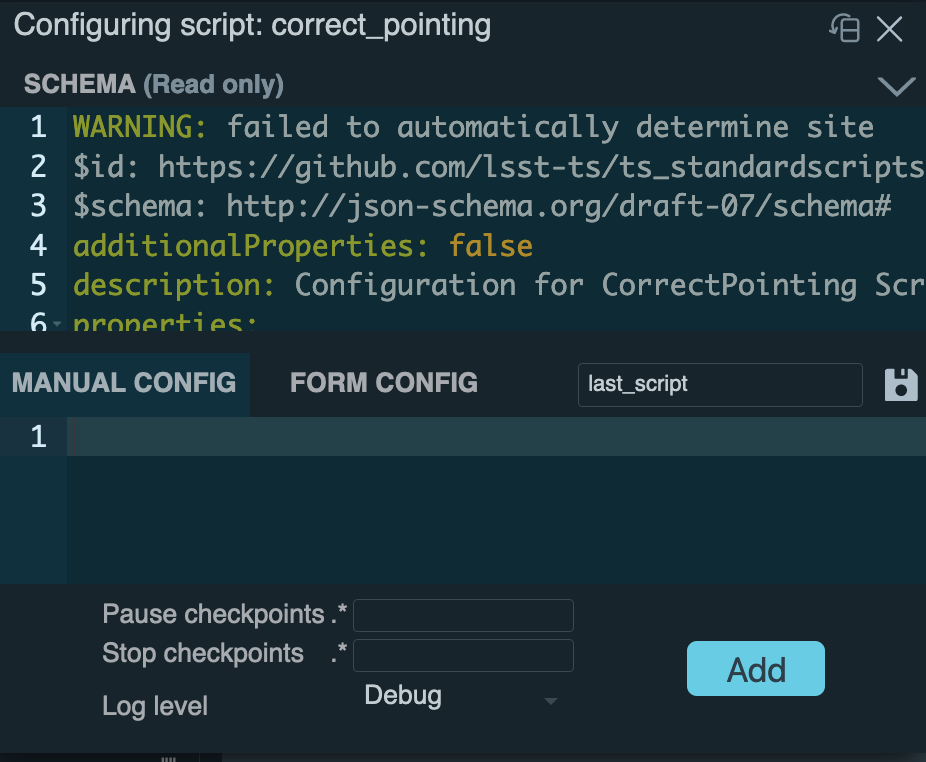 Configuring script: correct_pointing
SCHEMA (Read only)
1 WARNING: failed to automatically determine site
2 $id: https://github.com/lsst-ts/ts_standardscripts
3 $schema: http://json-schema.org/draft-07/schema#
4 additionalProperties: false
5 description: Configuration for CorrectPointing Scr
6 properties:
MANUAL CONFIG FORM CONFIG last_script
1
Pause checkpoints .*
Stop checkpoints .*
Add
Log level Debug